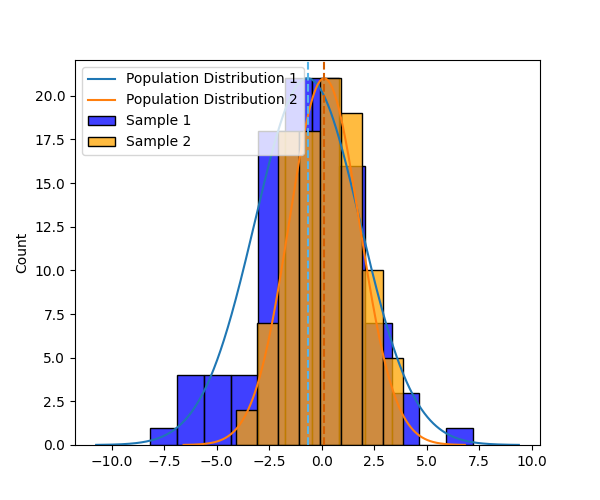 Population Distribution 1
Population Distribution 2
Sample 1
Sample 2
Count
20.0
17.5
15.0
12.5
10.0
7.5
5.0
2.5
0.0
−10.0 −7.5 −5.0 −2.5 0.0 2.5 5.0 7.5 10.0